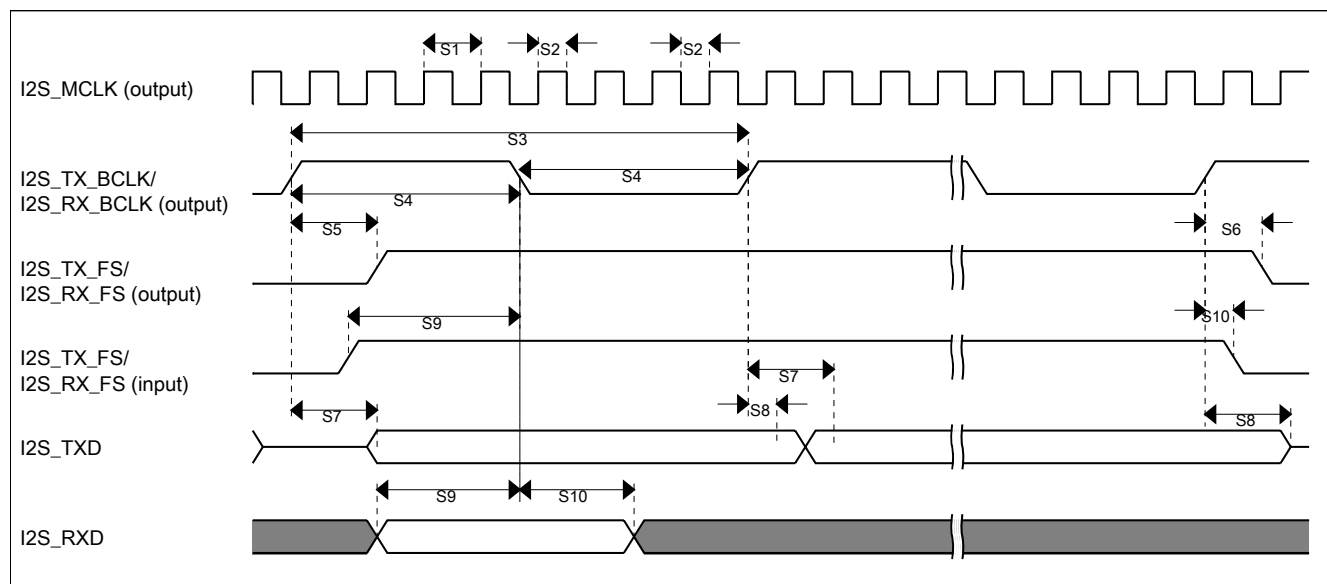 S1
S2
S2
I2S_MCLK (output)
S3
I2S_TX_BCLK/
I2S_RX_BCLK (output)
S4
S4
S5
S6
I2S_TX_FS/
I2S_RX_FS (output)
S9
S10
I2S_TX_FS/
I2S_RX_FS (input)
S7
S7
S8
S8
I2S_TXD
S9
S10
I2S_RXD